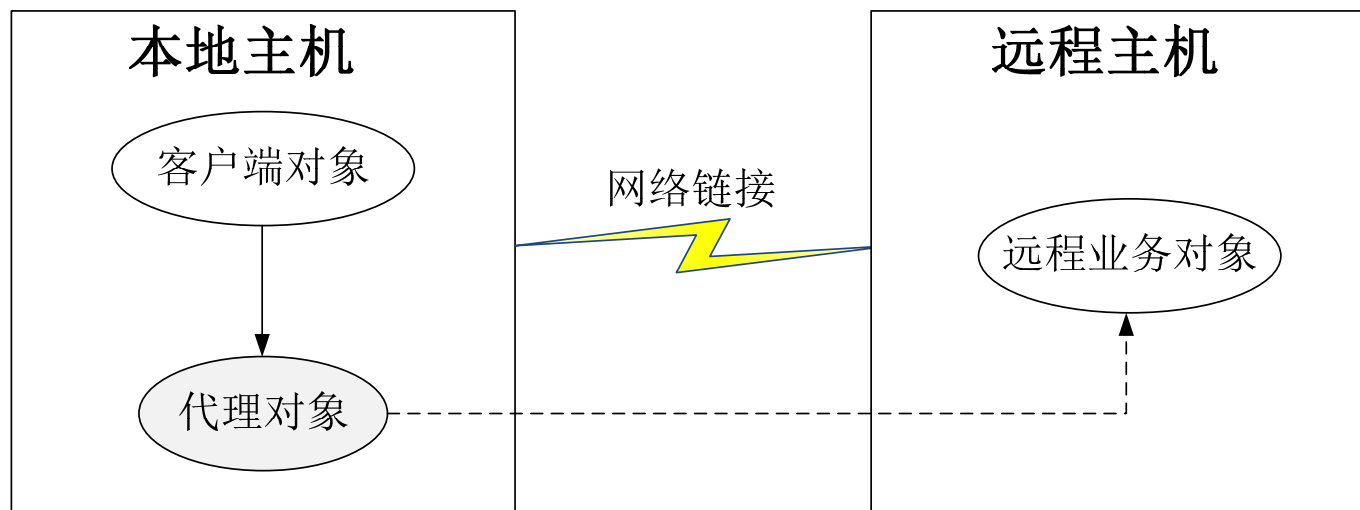 本地主机
客户端对象
代理对象
网络链接
远程主机
远程业务对象